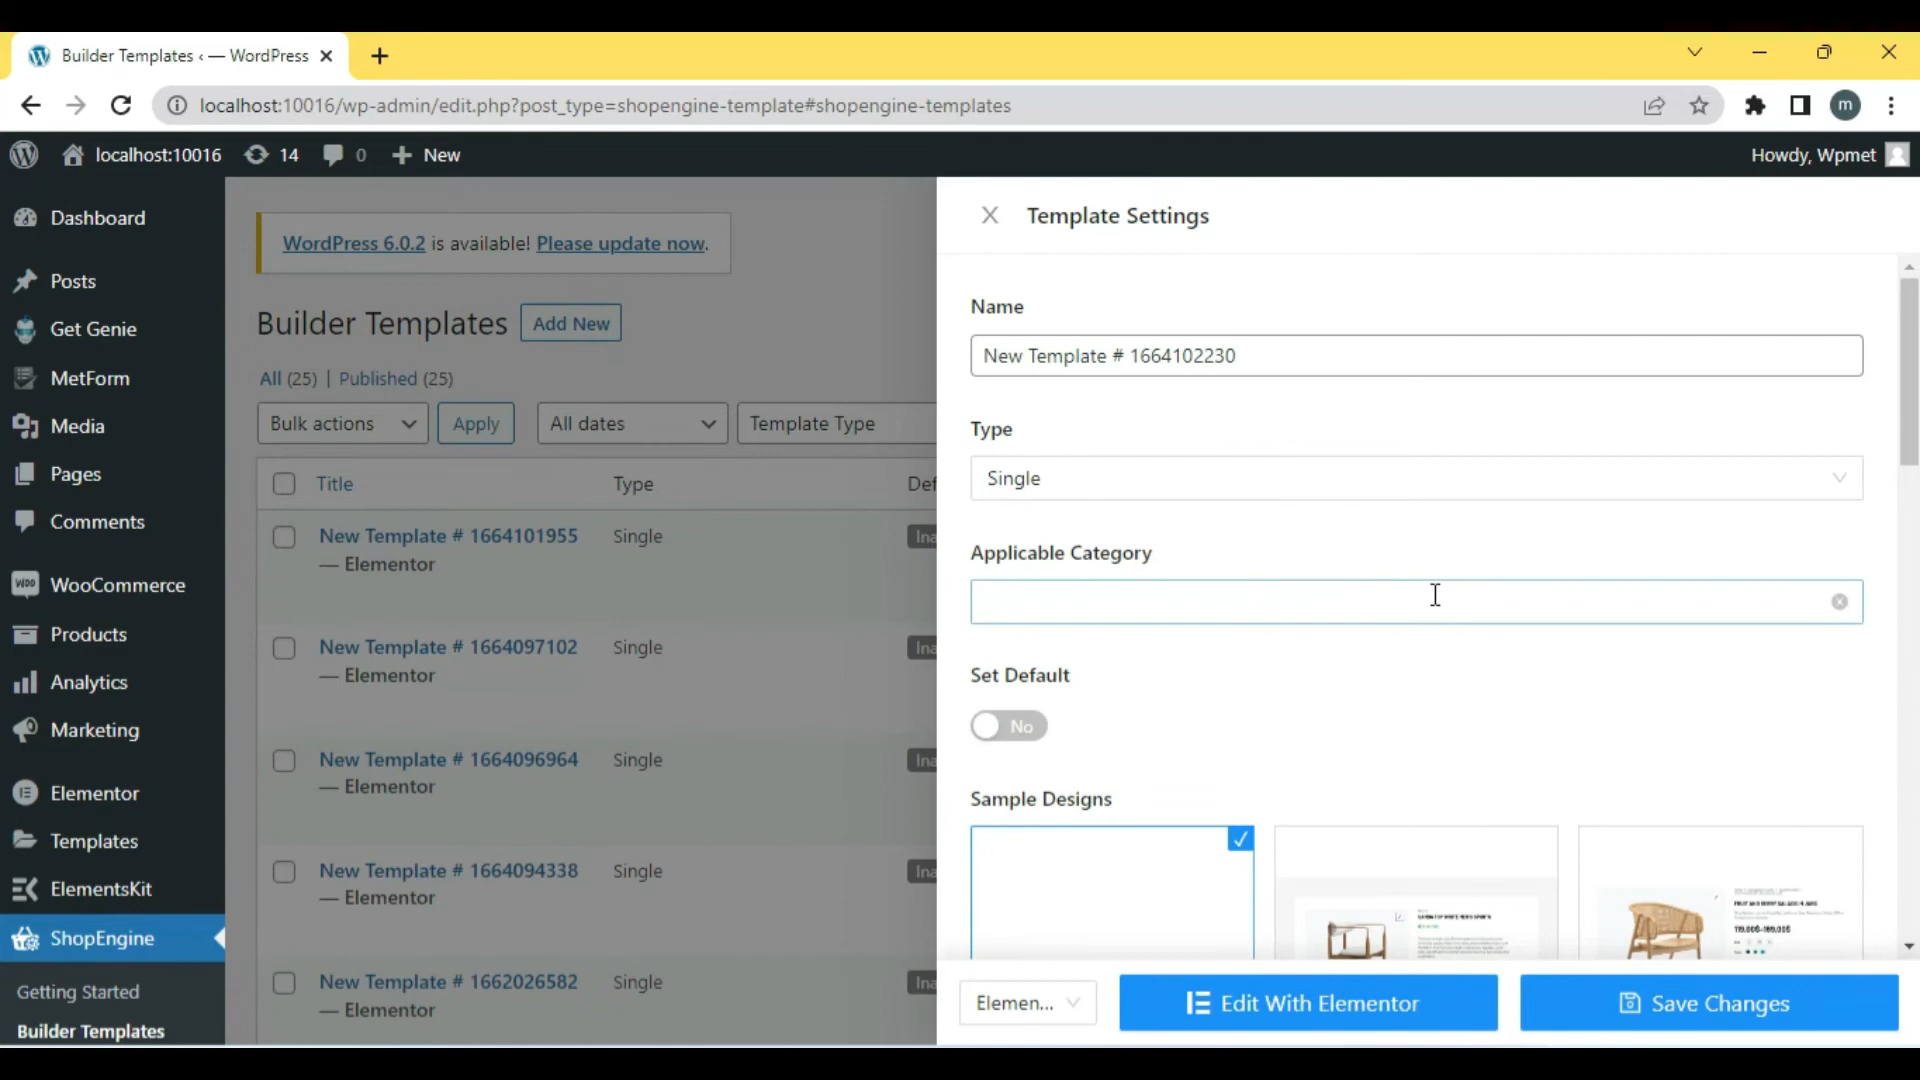 Builder Templates ‹ — WordPress
localhost:10016/wp-admin/edit.php?post_type=shopengine-template#shopengine-templates
m
localhost:10016 14 0 New
Howdy, Wpmet
Dashboard
Posts
Get Genie
MetForm
Media
Pages
Comments
WooCommerce
Products
Analytics
Marketing
Elementor
Templates
ElementsKit
ShopEngine
Getting Started
Builder Templates
WordPress 6.0.2 is available! Please update now.
Builder Templates Add New
All (25) | Published (25)
Bulk actions Apply All dates Template Type
Title Type Def
New Template # 1664101955 Single Ina
— Elementor
New Template # 1664097102 Single Ina
— Elementor
New Template # 1664096964 Single Ina
— Elementor
New Template # 1664094338 Single Ina
— Elementor
New Template # 1662026582 Single Ina
— Elementor
Template Settings
Name
New Template # 1664102230
Type
Single
Applicable Category
Set Default
No
Sample Designs
Elemen... Edit With Elementor Save Changes